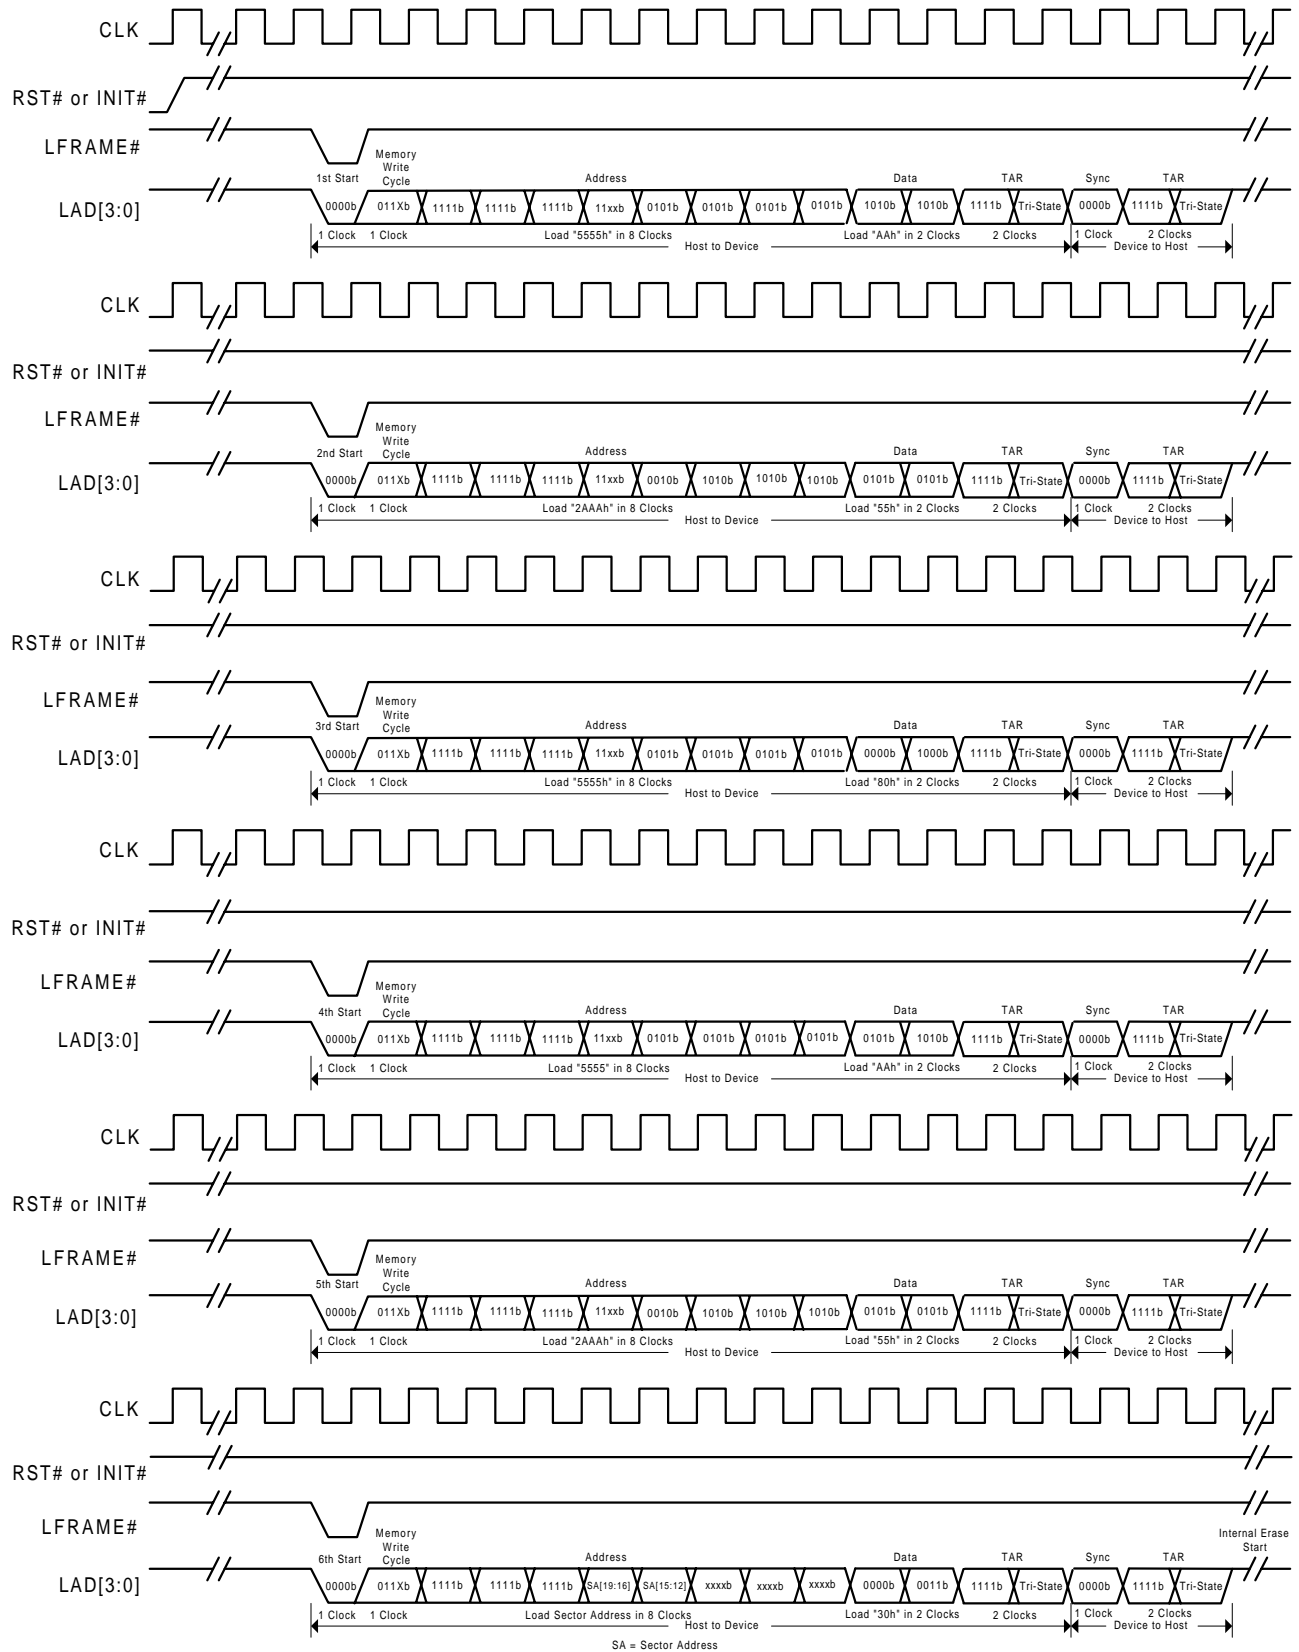 CLK
RST# or INIT#
LFRAME#
Memory
Write
Cycle
1st Start Address Data TAR Sync TAR
LAD[3:0]
0000b 011Xb 1111b 1111b 1111b 11xxb 0101b 0101b 0101b 0101b 1010b 1010b 1111b Tri-State 0000b 1111b Tri-State
1 Clock 1 Clock Load "5555h" in 8 Clocks Load "AAh" in 2 Clocks 2 Clocks 1 Clock 2 Clocks
Host to Device Device to Host
CLK
RST# or INIT#
LFRAME#
Memory
Write
Cycle
2nd Start Address Data TAR Sync TAR
LAD[3:0]
0000b 011Xb 1111b 1111b 1111b 11xxb 0010b 1010b 1010b 1010b 0101b 0101b 1111b Tri-State 0000b 1111b Tri-State
1 Clock 1 Clock Load "2AAAh" in 8 Clocks Load "55h" in 2 Clocks 2 Clocks 1 Clock 2 Clocks
Host to Device Device to Host
CLK
RST# or INIT#
LFRAME#
Memory
Write
Cycle
3rd Start Address Data TAR Sync TAR
LAD[3:0]
0000b 011Xb 1111b 1111b 1111b 11xxb 0101b 0101b 0101b 0101b 0000b 1000b 1111b Tri-State 0000b 1111b Tri-State
1 Clock 1 Clock Load "5555h" in 8 Clocks Load "80h" in 2 Clocks 2 Clocks 1 Clock 2 Clocks
Host to Device Device to Host
CLK
RST# or INIT#
LFRAME#
Memory
Write
Cycle
4th Start Address Data TAR Sync TAR
LAD[3:0]
0000b 011Xb 1111b 1111b 1111b 11xxb 0101b 0101b 0101b 0101b 0101b 1010b 1111b Tri-State 0000b 1111b Tri-State
1 Clock 1 Clock Load "5555" in 8 Clocks Load "AAh" in 2 Clocks 2 Clocks 1 Clock 2 Clocks
Host to Device Device to Host
CLK
RST# or INIT#
LFRAME#
Memory
Write
Cycle
5th Start Address Data TAR Sync TAR
LAD[3:0]
0000b 011Xb 1111b 1111b 1111b 11xxb 0010b 1010b 1010b 1010b 0101b 0101b 1111b Tri-State 0000b 1111b Tri-State
1 Clock 1 Clock Load "2AAAh" in 8 Clocks Load "55h" in 2 Clocks 2 Clocks 1 Clock 2 Clocks
Host to Device Device to Host
CLK
RST# or INIT#
LFRAME#
Memory
Write
Cycle
Internal Erase
Start
6th Start Address Data TAR Sync TAR
LAD[3:0]
0000b 011Xb 1111b 1111b 1111b SA[19:16] SA[15:12] xxxxb xxxxb xxxxb 0000b 0011b 1111b Tri-State 0000b 1111b Tri-State
1 Clock 1 Clock Load Sector Address in 8 Clocks Load "30h" in 2 Clocks 2 Clocks 1 Clock 2 Clocks
Host to Device Device to Host
SA = Sector Address